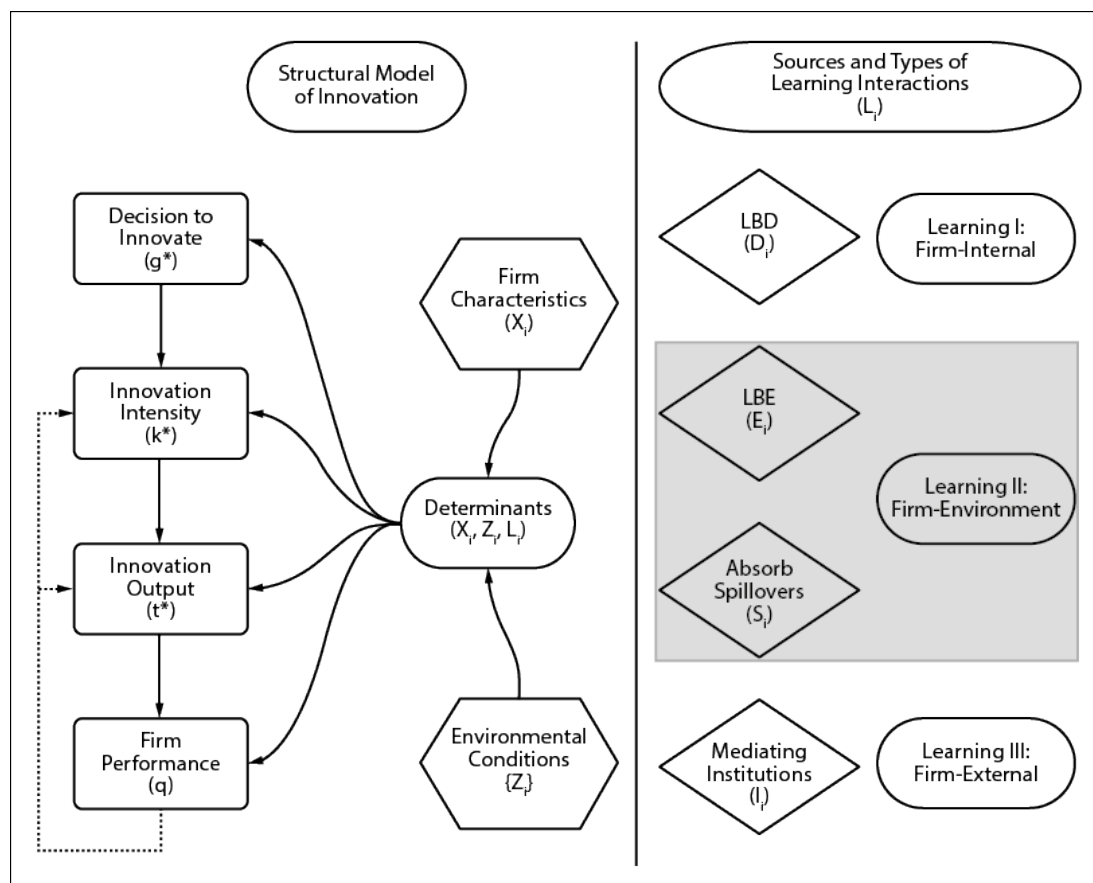 Structural Model
of Innovation
Sources and Types of
Learning Interactions
(Lᵢ)
Decision to
Innovate
(g*)
Innovation
Intensity
(k*)
Innovation
Output
(t*)
Firm
Performance
(q)
Firm
Characteristics
(Xᵢ)
Determinants
(Xᵢ, Zᵢ, Lᵢ)
Environmental
Conditions
{Zᵢ}
LBD
(Dᵢ)
Learning I:
Firm-Internal
LBE
(Eᵢ)
Learning II:
Firm-Environment
Absorb
Spillovers
(Sᵢ)
Mediating
Institutions
(Iᵢ)
Learning III:
Firm-External